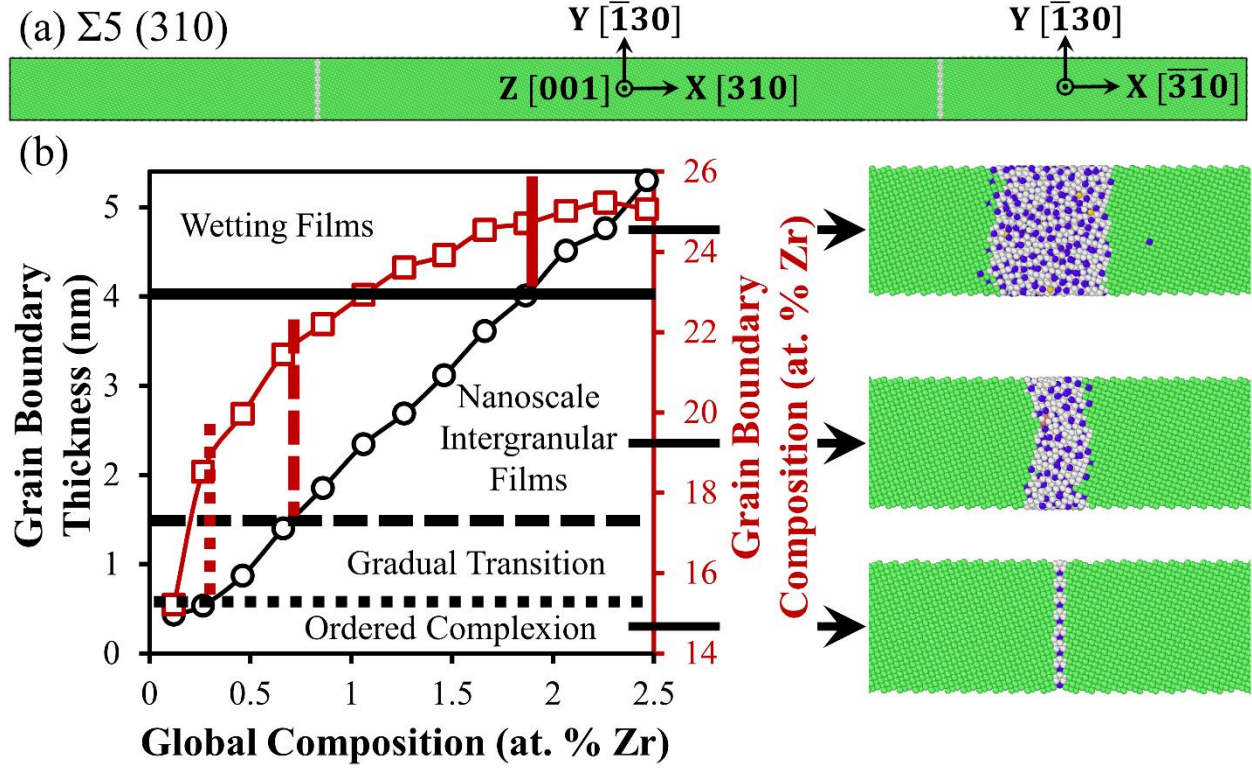 (a) Σ5 (310)
Y [1̅30]
Y [1̅30]
Z [001]
X [310]
X [3̅1̅0]
(b)
Grain Boundary
Thickness (nm)
5
4
3
2
1
0
Wetting Films
Nanoscale
Intergranular
Films
Gradual Transition
Ordered Complexion
26
24
22
20
18
16
14
Grain Boundary
Composition (at. % Zr)
0
0.5
1
1.5
2
2.5
Global Composition (at. % Zr)